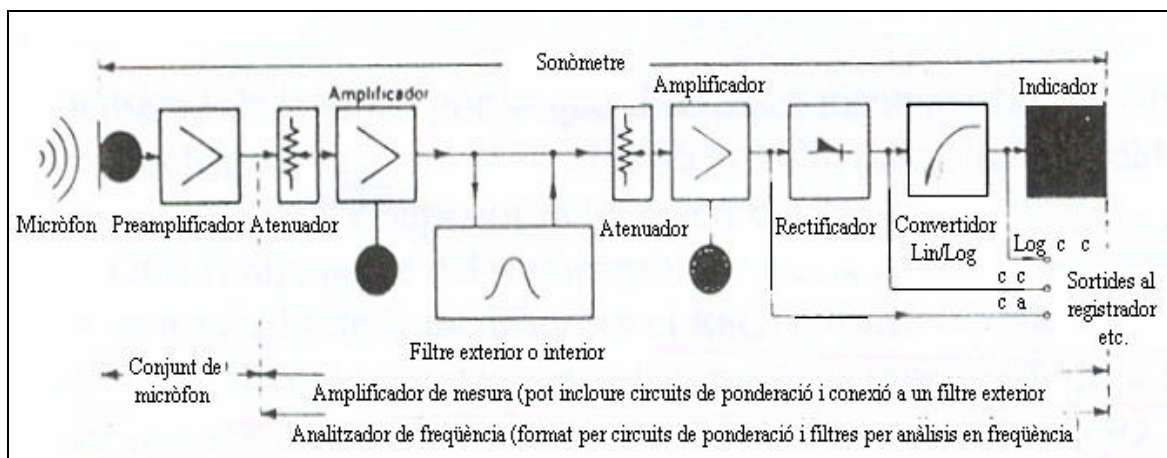 Sonòmetre
Amplificador
Amplificador
Indicador
Micròfon
Preamplificador
Atenuador
Atenuador
Rectificador
Convertidor
Lin/Log
Log c c
c c
c a
Sortides al
registrador
etc.
Filtre exterior o interior
Conjunt de
micròfon
Amplificador de mesura (pot incloure circuits de ponderació i conexió a un filtre exterior
Analitzador de freqüència (format per circuits de ponderació i filtres per anàlisis en freqüència